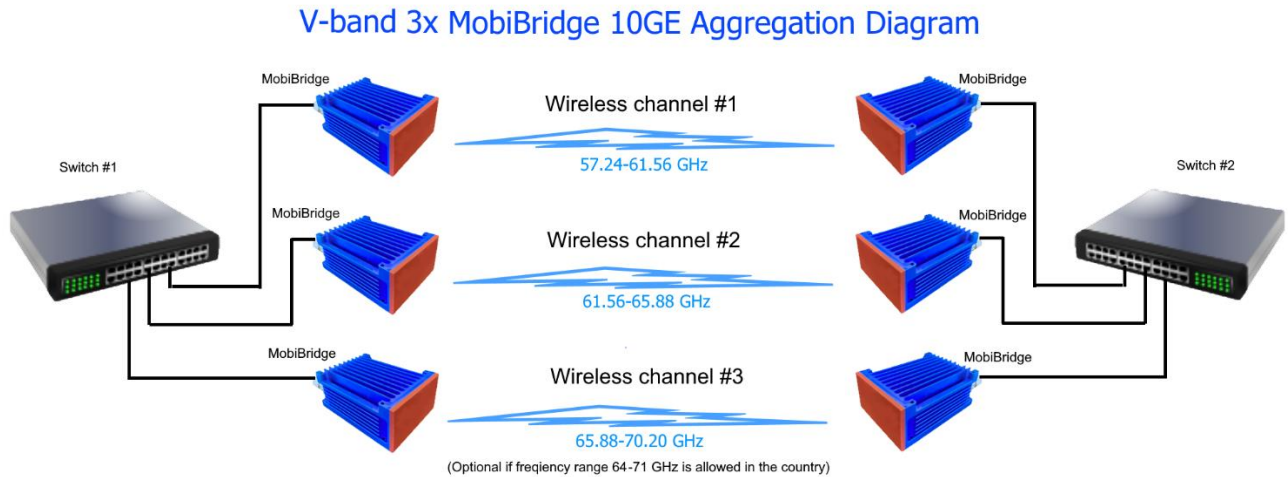 V-band 3x MobiBridge 10GE Aggregation Diagram
MobiBridge
MobiBridge
Wireless channel #1
57.24-61.56 GHz
Switch #1
Switch #2
MobiBridge
MobiBridge
Wireless channel #2
61.56-65.88 GHz
MobiBridge
MobiBridge
Wireless channel #3
65.88-70.20 GHz
(Optional if freqiency range 64-71 GHz is allowed in the country)